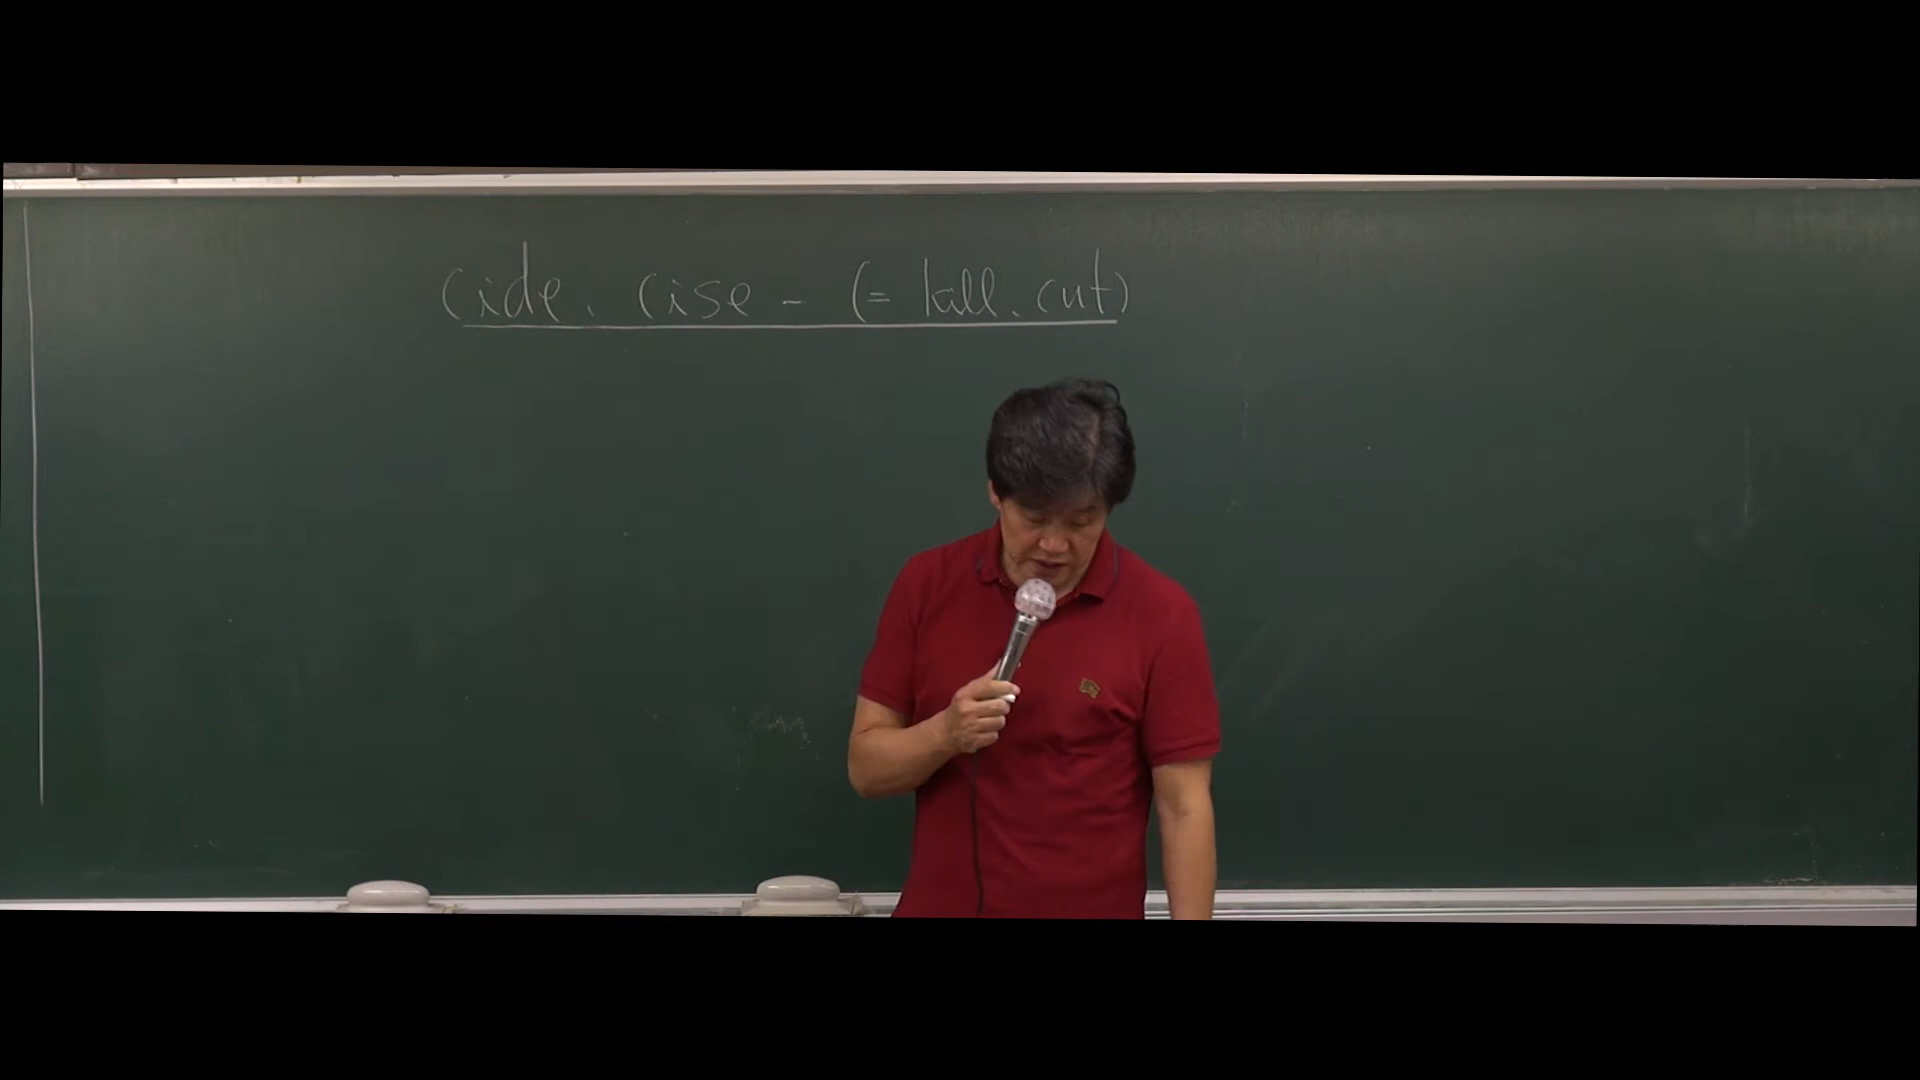 cide, cise - (= kill, cut)